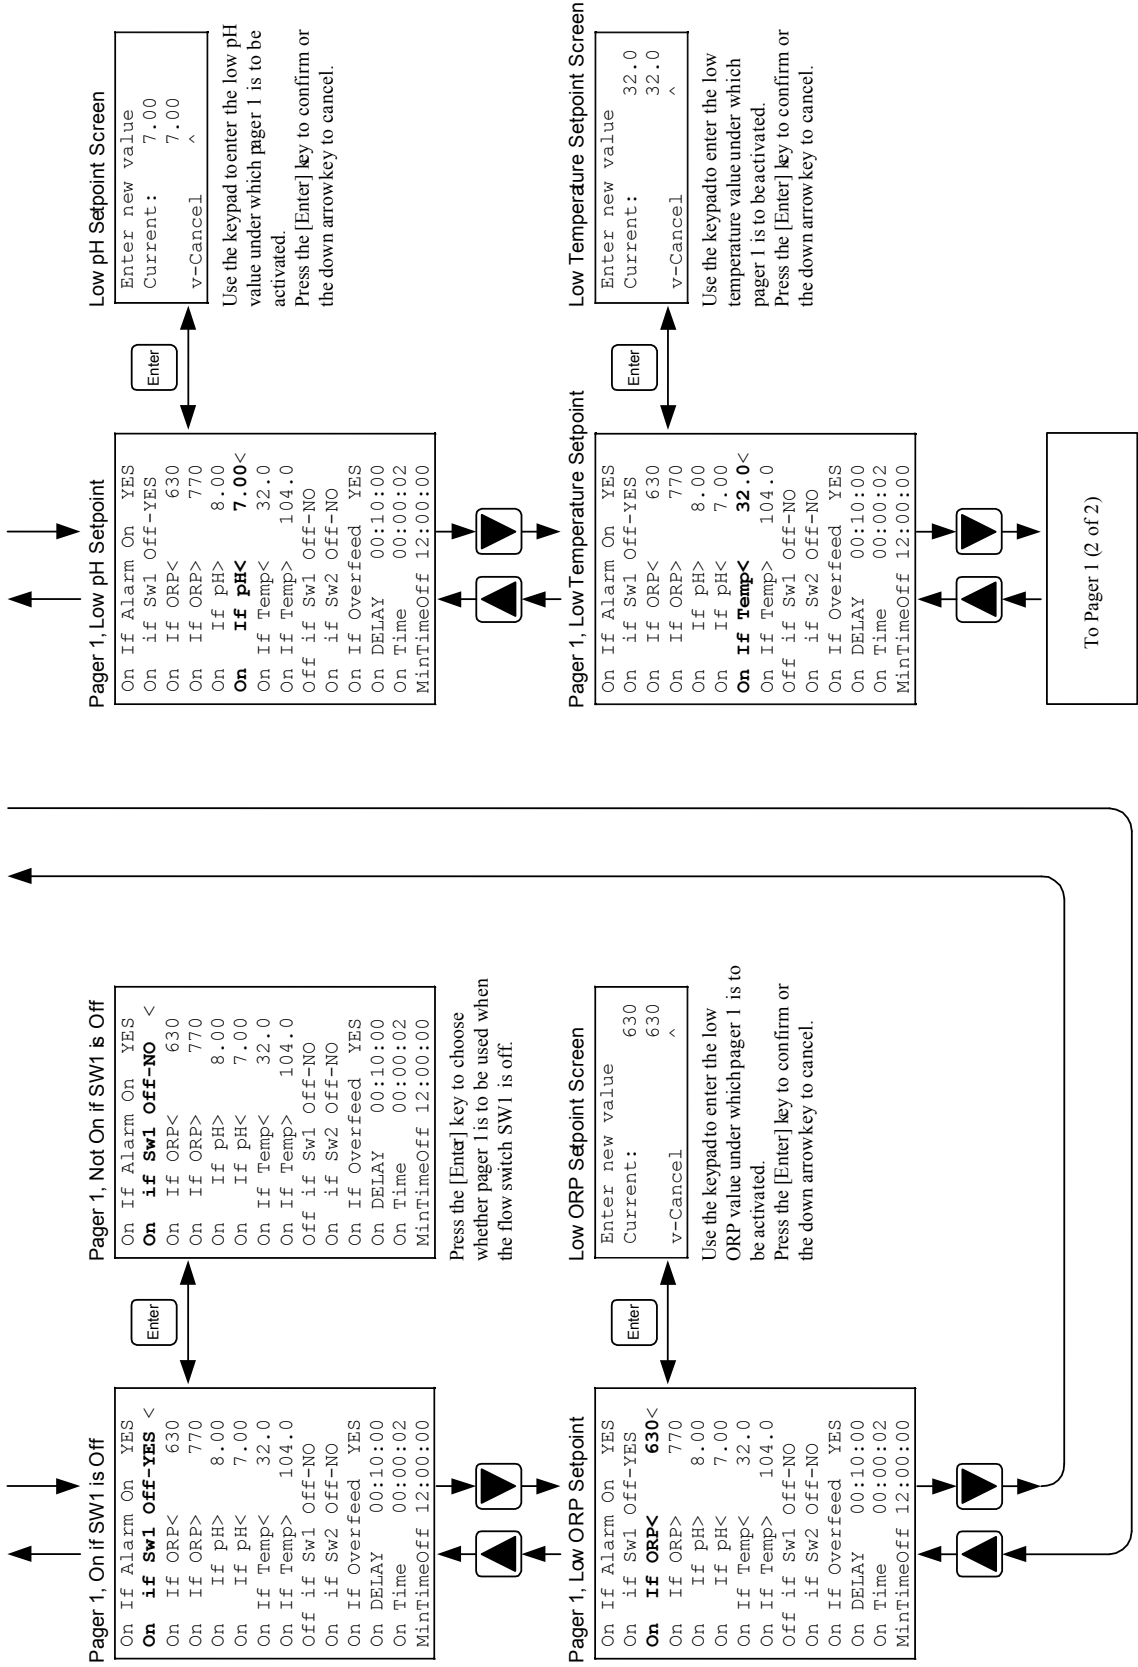 Pager 1, On if SW1 is Off
On If Alarm On YES
On if Sw1 Off-YES <
On If ORP< 630
On If ORP> 770
On If pH> 8.00
On If pH< 7.00
On If Temp< 32.0
On If Temp> 104.0
Off if Sw1 Off-NO
On if Sw2 Off-NO
On If Overfeed YES
On DELAY 00:10:00
On Time 00:00:02
MinTimeOff 12:00:00
Enter
Pager 1, Not On if SW1 is Off
On If Alarm On YES
On if Sw1 Off-NO <
On If ORP< 630
On If ORP> 770
On If pH> 8.00
On If pH< 7.00
On If Temp< 32.0
On If Temp> 104.0
Off if Sw1 Off-NO
On if Sw2 Off-NO
On If Overfeed YES
On DELAY 00:10:00
On Time 00:00:02
MinTimeOff 12:00:00
Press the [Enter] key to choose
whether pager 1 is to be used when
the flow switch SW1 is off.
Pager 1, Low ORP Setpoint
On If Alarm On YES
On if Sw1 Off-YES
On If ORP< 630<
On If ORP> 770
On If pH> 8.00
On If pH< 7.00
On If Temp< 32.0
On If Temp> 104.0
Off if Sw1 Off-NO
On if Sw2 Off-NO
On If Overfeed YES
On DELAY 00:10:00
On Time 00:00:02
MinTimeOff 12:00:00
Enter
Low ORP Setpoint Screen
Enter new value
Current: 630
630
v-Cancel ^
Use the keypad to enter the low
ORP value under which pager 1 is to
be activated.
Press the [Enter] key to confirm or
the down arrow key to cancel.
Pager 1, Low pH Setpoint
On If Alarm On YES
On if Sw1 Off-YES
On If ORP< 630
On If ORP> 770
On If pH> 8.00
On If pH< 7.00<
On If Temp< 32.0
On If Temp> 104.0
Off if Sw1 Off-NO
On if Sw2 Off-NO
On If Overfeed YES
On DELAY 00:10:00
On Time 00:00:02
MinTimeOff 12:00:00
Enter
Low pH Setpoint Screen
Enter new value
Current: 7.00
7.00
v-Cancel ^
Use the keypad to enter the low pH
value under which pager 1 is to be
activated.
Press the [Enter] key to confirm or
the down arrow key to cancel.
Pager 1, Low Temperature Setpoint
On If Alarm On YES
On if Sw1 Off-YES
On If ORP< 630
On If ORP> 770
On If pH> 8.00
On If pH< 7.00
On If Temp< 32.0<
On If Temp> 104.0
Off if Sw1 Off-NO
On if Sw2 Off-NO
On If Overfeed YES
On DELAY 00:10:00
On Time 00:00:02
MinTimeOff 12:00:00
Enter
Low Temperature Setpoint Screen
Enter new value
Current: 32.0
32.0
v-Cancel ^
Use the keypad to enter the low
temperature value under which
pager 1 is to be activated.
Press the [Enter] key to confirm or
the down arrow key to cancel.
To Pager 1 (2 of 2)